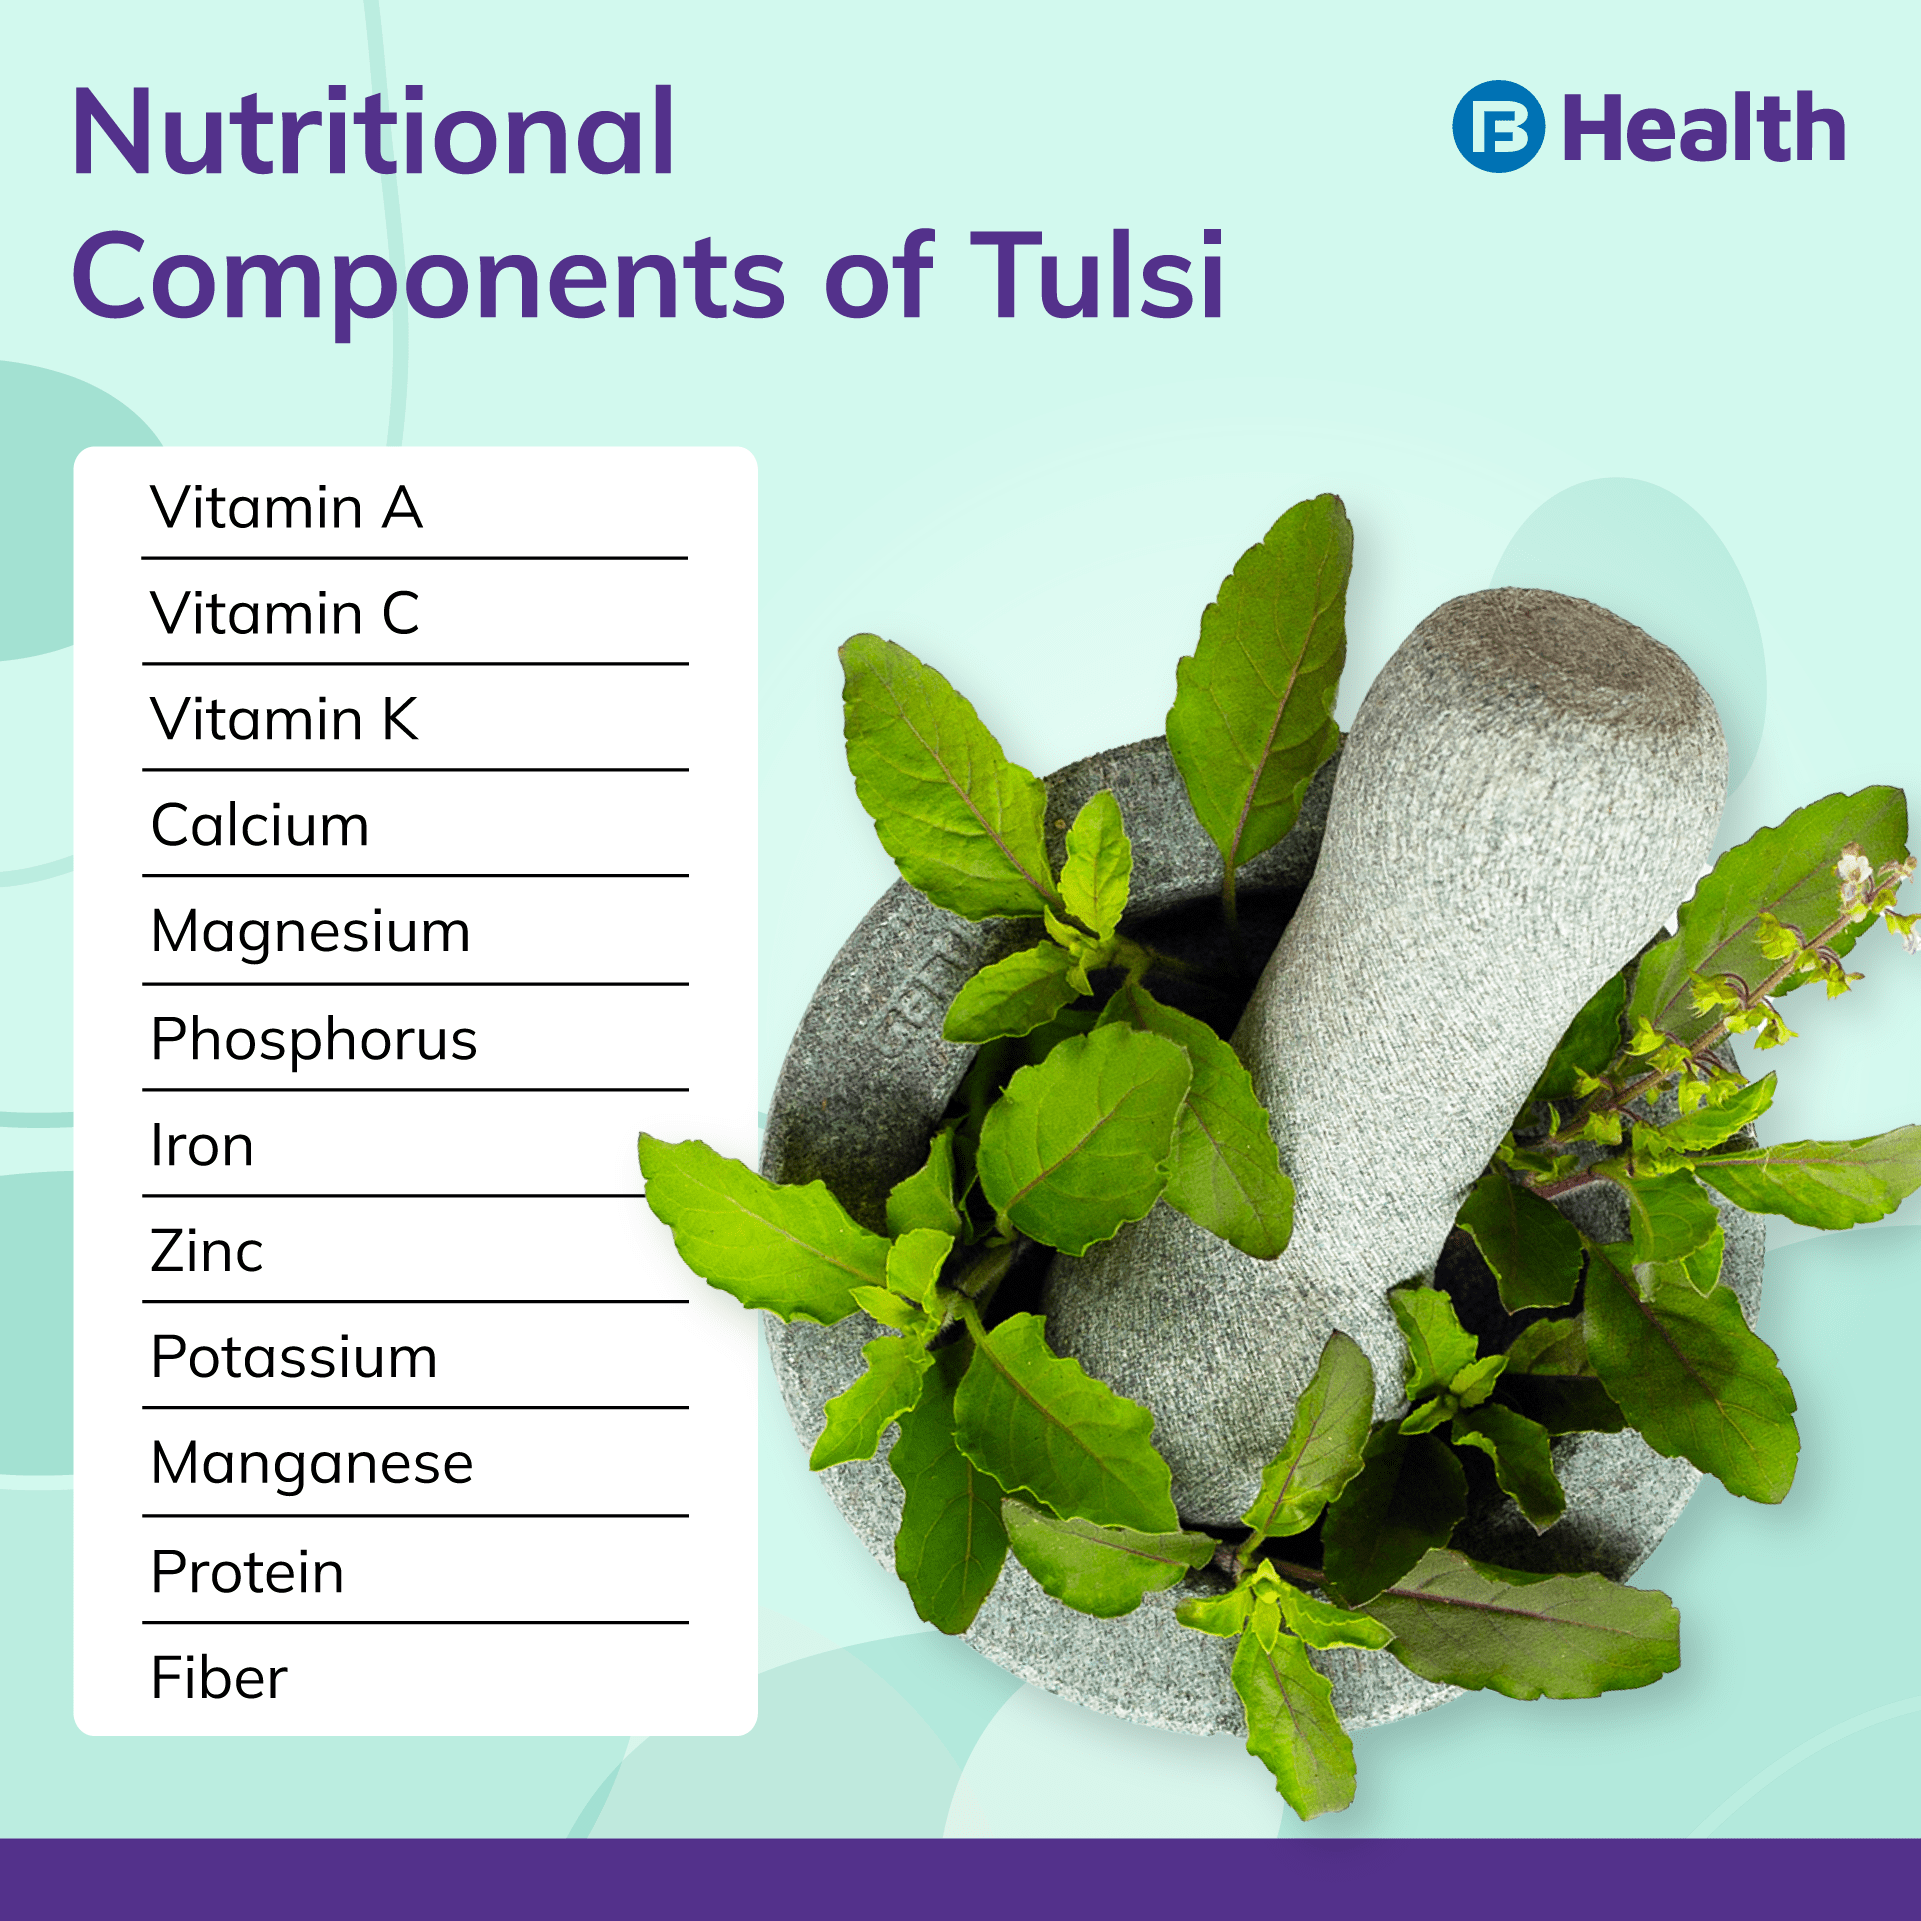 Nutritional
Components of Tulsi
Health
Vitamin A
Vitamin C
Vitamin K
Calcium
Magnesium
Phosphorus
Iron
Zinc
Potassium
Manganese
Protein
Fiber